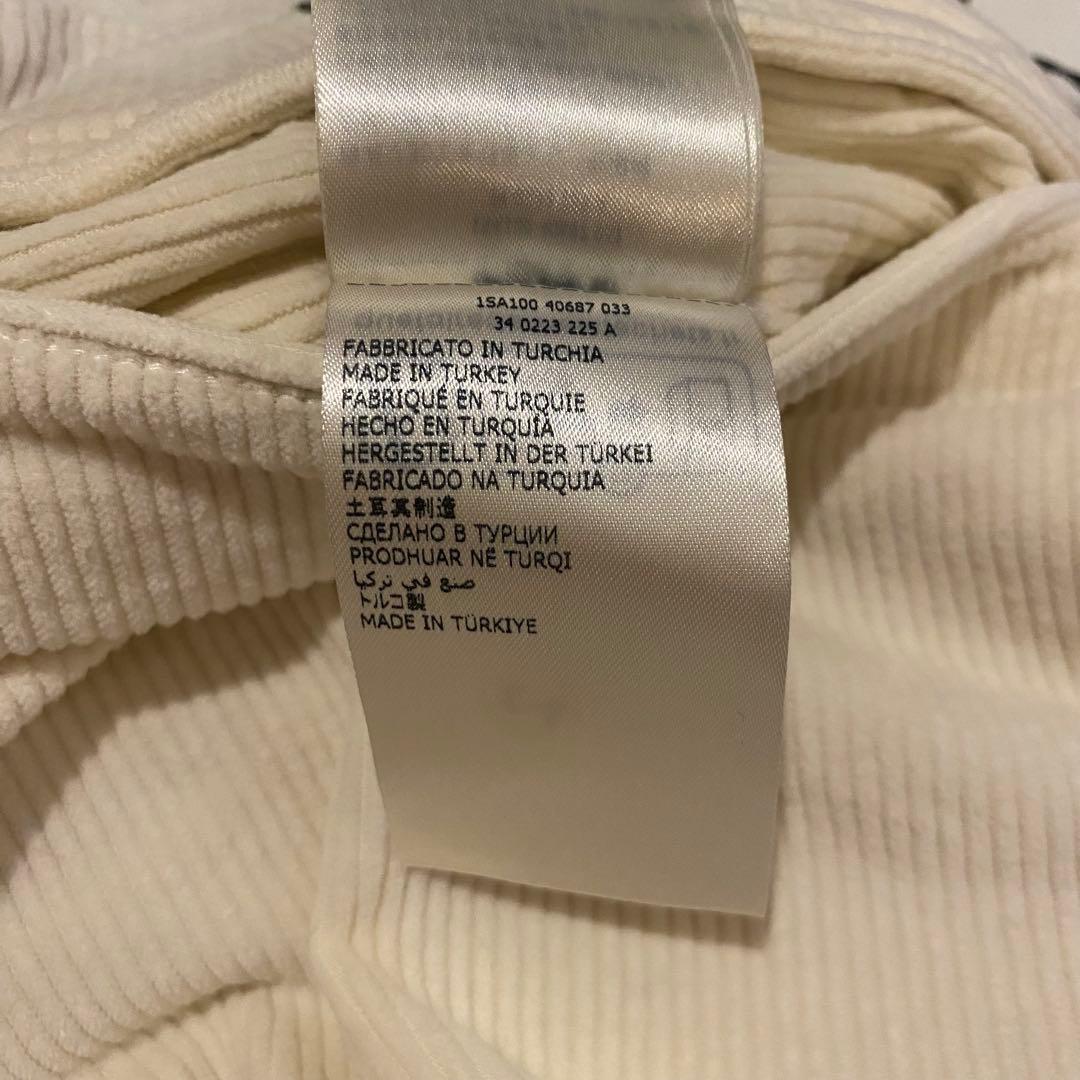 1SA100 40687 033
34 0223 225 A
FABBRICATO IN TURCHIA
MADE IN TURKEY
FABRIQUÉ EN TURQUIE
HECHO EN TURQUÍA
HERGESTELLT IN DER TÜRKEI
FABRICADO NA TURQUIA
土耳其制造
СДЕЛАНО В ТУРЦИИ
PRODHUAR NË TURQI
صنع في تركيا
トルコ製
MADE IN TÜRKIYE